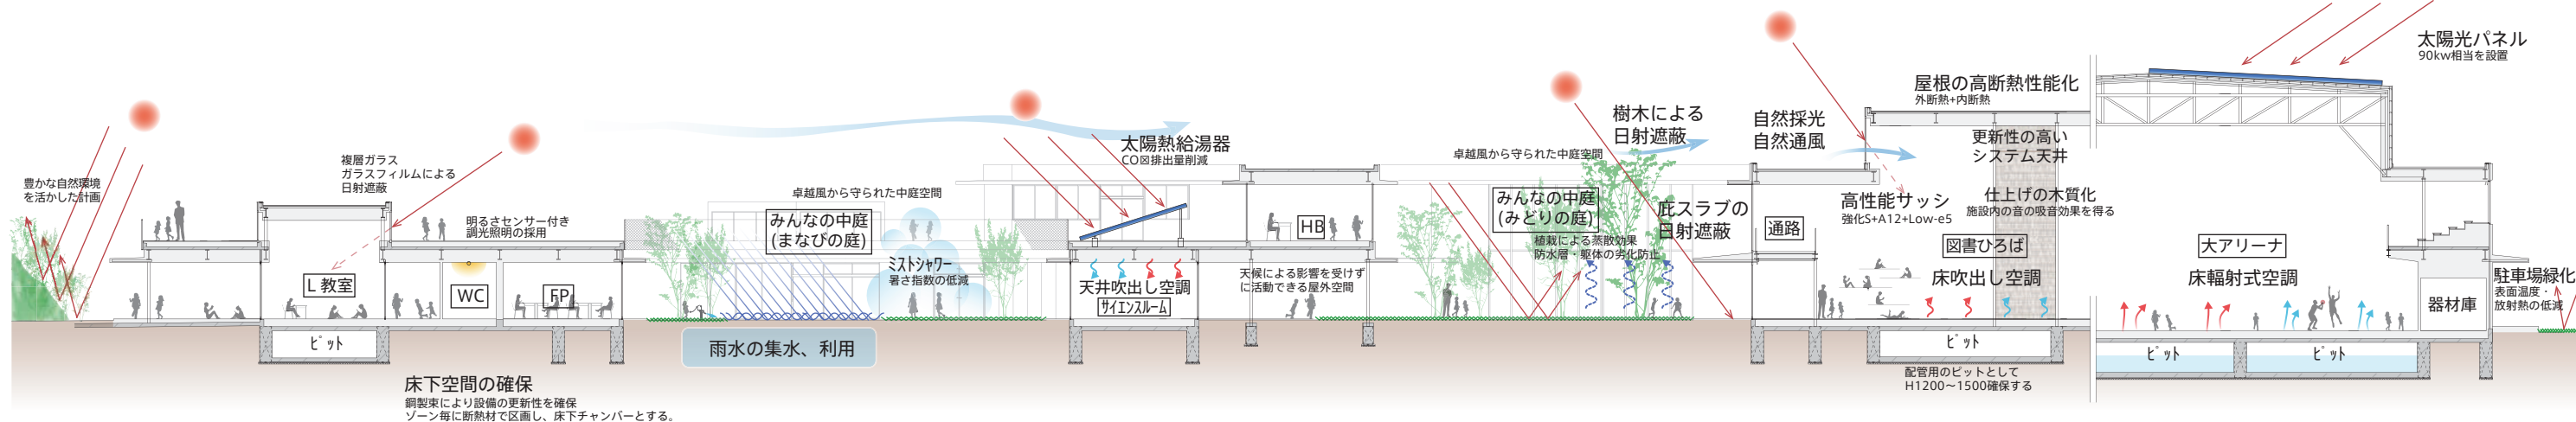 豊かな自然環境
を活かした計画
複層ガラス
ガラスフィルムによる
日射遮蔽
明るさセンサー付き
調光照明の採用
L 教室
WC
FP
ピット
床下空間の確保
鋼製束により設備の更新性を確保
ゾーン毎に断熱材で区画し、床下チャンバーとする。
卓越風から守られた中庭空間
みんなの中庭
(まなびの庭)
ミストシャワー
暑さ指数の低減
雨水の集水、利用
太陽熱給湯器
CO☒排出量削減
天井吹出し空調
サイエンスルーム
HB
天候による影響を受けず
に活動できる屋外空間
卓越風から守られた中庭空間
みんなの中庭
(みどりの庭)
植栽による蒸散効果
防水層・躯体の劣化防止
樹木による
日射遮蔽
庇スラブの
日射遮蔽
自然採光
自然通風
通路
高性能サッシ
強化S+A12+Low-e5
屋根の高断熱性能化
外断熱+内断熱
更新性の高い
システム天井
仕上げの木質化
施設内の音の吸音効果を得る
図書ひろば
床吹出し空調
ピット
配管用のピットとして
H1200～1500確保する
太陽光パネル
90kw相当を設置
大アリーナ
床輻射式空調
ピット
ピット
器材庫
駐車場緑化
表面温度・
放射熱の低減